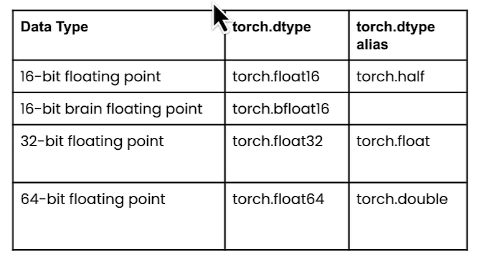 Data Type torch.dtype torch.dtype
alias
16-bit floating point torch.float16 torch.half
16-bit brain floating point torch.bfloat16
32-bit floating point torch.float32 torch.float
64-bit floating point torch.float64 torch.double